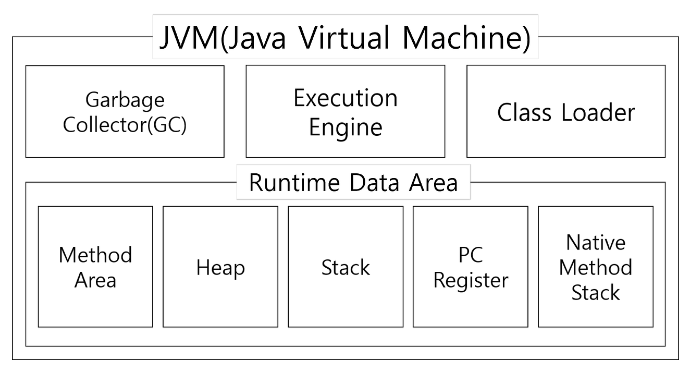 JVM(Java Virtual Machine)
Garbage
Collector(GC)
Execution
Engine
Class Loader
Runtime Data Area
Method
Area
Heap
Stack
PC
Register
Native
Method
Stack